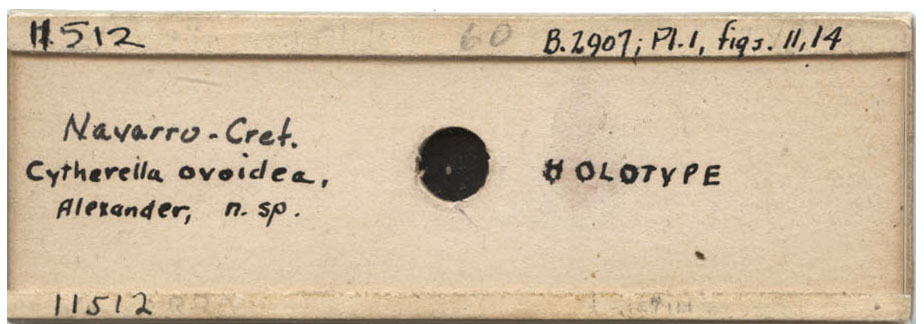 11512
60
B.2907; Pl.1, figs. 11,14
Navarro-Cret.
Cytherella ovoidea,
Alexander, n. sp.
HOLOTYPE
11512